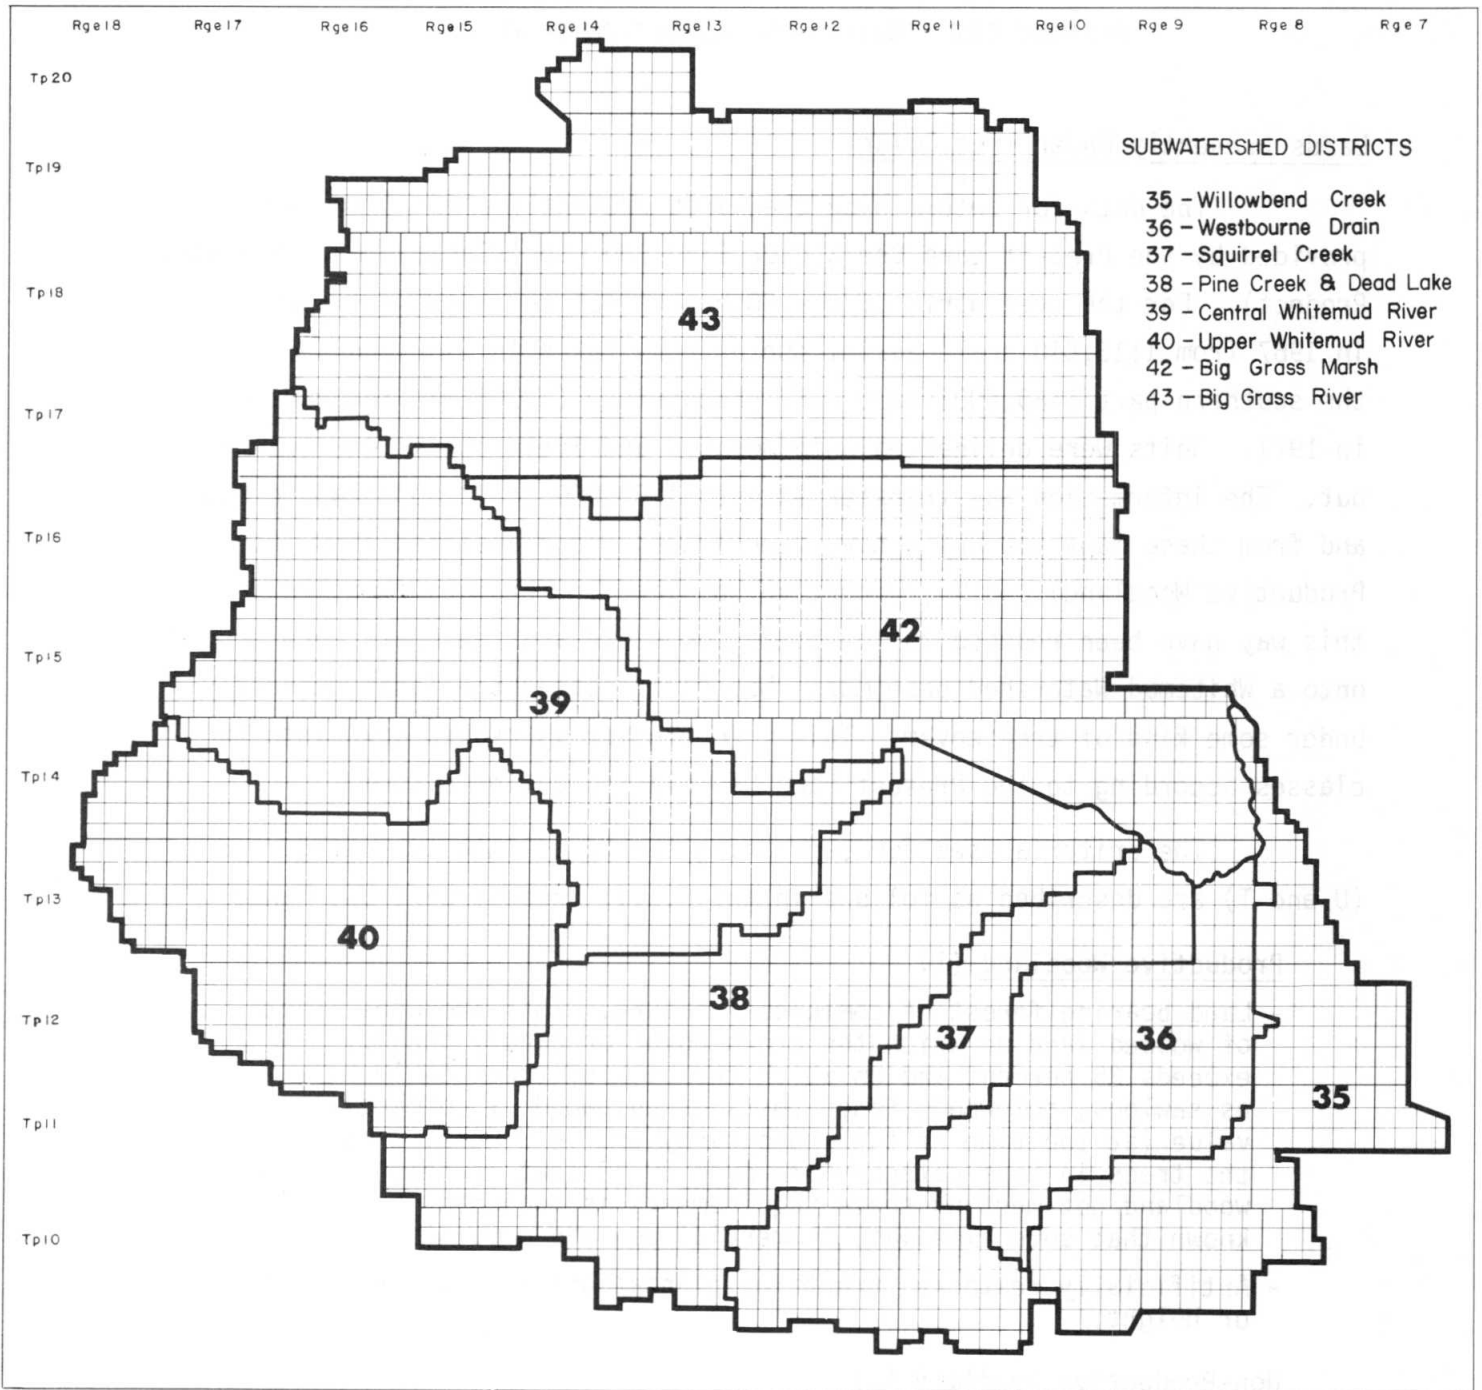 Rge 18 Rge 17 Rge 16 Rge 15 Rge 14 Rge 13 Rge 12 Rge 11 Rge 10 Rge 9 Rge 8 Rge 7
Tp 20
SUBWATERSHED DISTRICTS
Tp 19
35 - Willowbend Creek
36 - Westbourne Drain
37 - Squirrel Creek
38 - Pine Creek & Dead Lake
39 - Central Whitemud River
40 - Upper Whitemud River
42 - Big Grass Marsh
43 - Big Grass River
Tp 18
43
Tp 17
Tp 16
42
Tp 15
39
Tp 14
Tp 13
40
38
Tp 12
37
36
35
Tp 11
Tp 10